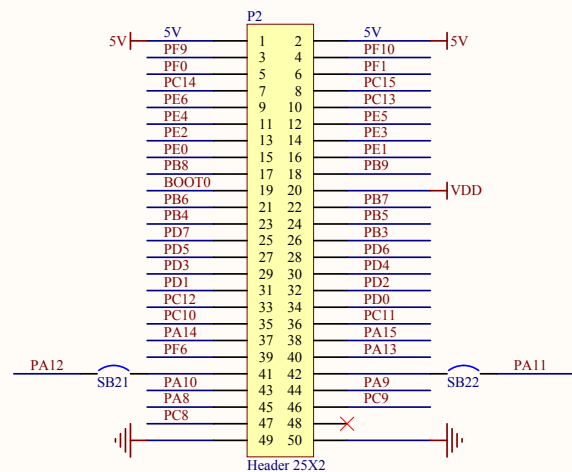 P2
5V 5V 1 2 5V 5V
PF9 3 4 PF10
PF0 5 6 PF1
PC14 7 8 PC15
PE6 9 10 PC13
PE4 11 12 PE5
PE2 13 14 PE3
PE0 15 16 PE1
PB8 17 18 PB9
BOOT0 19 20 VDD
PB6 21 22 PB7
PB4 23 24 PB5
PD7 25 26 PB3
PD5 27 28 PD6
PD3 29 30 PD4
PD1 31 32 PD2
PC12 33 34 PD0
PC10 35 36 PC11
PA14 37 38 PA15
PF6 39 40 PA13
PA12 SB21 41 42 SB22 PA11
PA10 43 44 PA9
PA8 45 46 PC9
PC8 47 48
49 50
Header 25X2